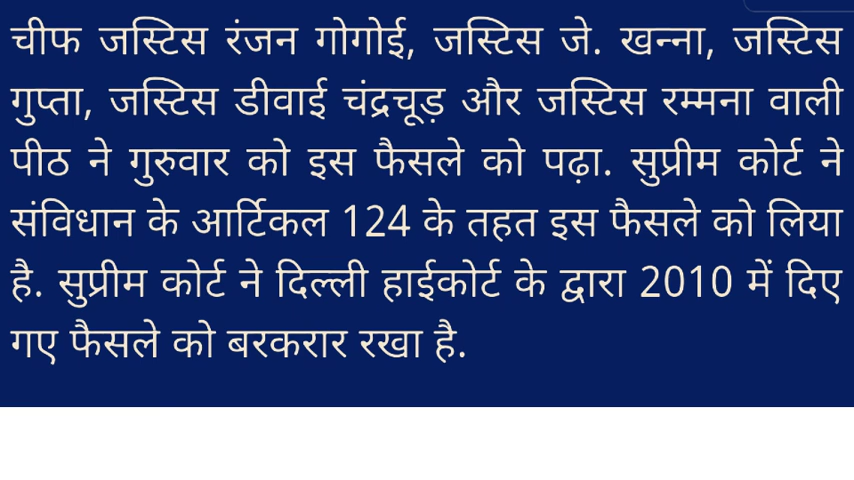 चीफ जस्टिस रंजन गोगोई, जस्टिस जे. खन्ना, जस्टिस
गुप्ता, जस्टिस डीवाई चंद्रचूड़ और जस्टिस रम्मना वाली
पीठ ने गुरुवार को इस फैसले को पढ़ा. सुप्रीम कोर्ट ने
संविधान के आर्टिकल 124 के तहत इस फैसले को लिया
है. सुप्रीम कोर्ट ने दिल्ली हाईकोर्ट के द्वारा 2010 में दिए
गए फैसले को बरकरार रखा है.